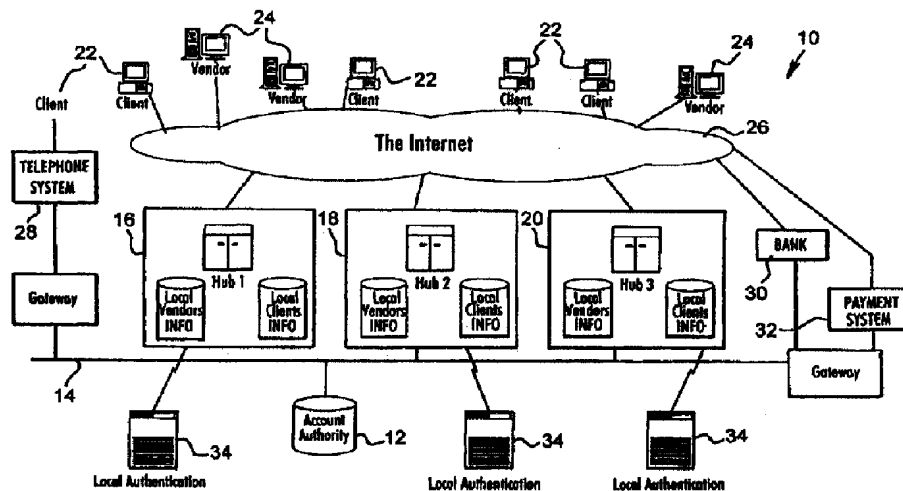 24
22
22
24
10
Vendor
22
Client
Client
Vendor
Client
Client
Client
Vendor
26
The Internet
TELEPHONE
SYSTEM
28
16
18
20
Hub 1
Hub 2
Hub 3
BANK
30
Gateway
Local
Vendors
INFO
Local
Clients
INFO
Local
Vendors
INFO
Local
Clients
INFO
Local
Vendors
INFO
Local
Clients
INFO
32
PAYMENT
SYSTEM
Gateway
14
Account
Authority
12
34
34
34
Local Authentication
Local Authentication
Local Authentication